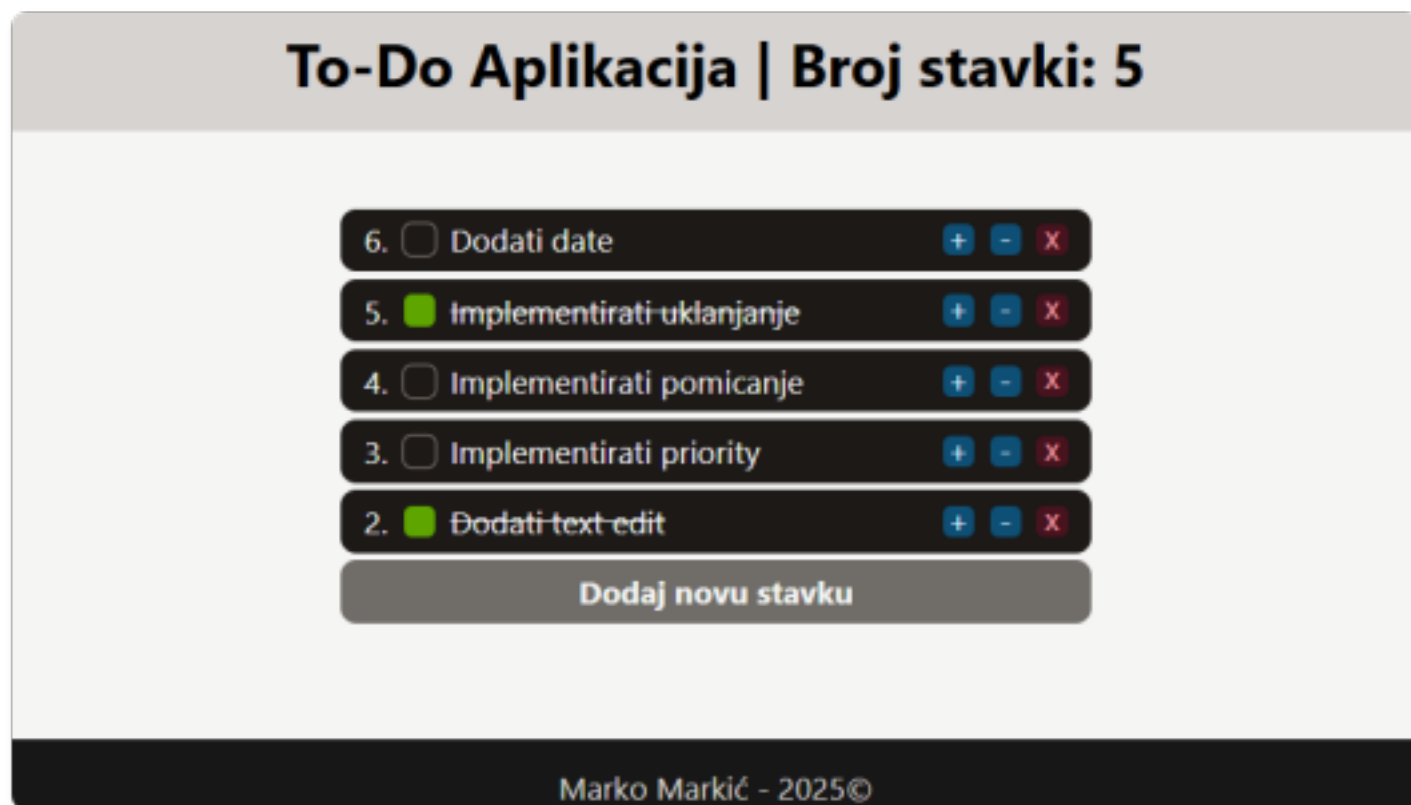 To-Do Aplikacija | Broj stavki: 5
6. Dodati date + - X
5. Implementirati uklanjanje + - X
4. Implementirati pomicanje + - X
3. Implementirati priority + - X
2. Dodati text edit + - X
Dodaj novu stavku
Marko Markić - 2025©